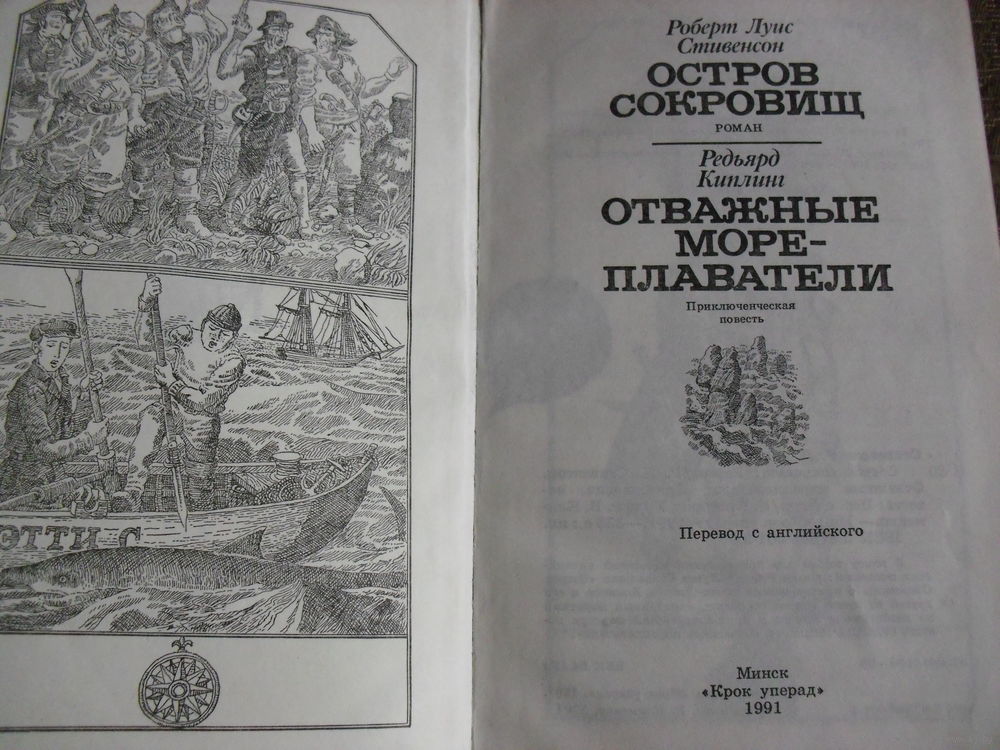 ЭТТИ С
Роберт Луис
Стивенсон
ОСТРОВ
СОКРОВИЩ
РОМАН
Редьярд
Киплинг
ОТВАЖНЫЕ
МОРЕ-
ПЛАВАТЕЛИ
Приключенческая
повесть
Перевод с английского
Минск
«Крок уперад»
1991